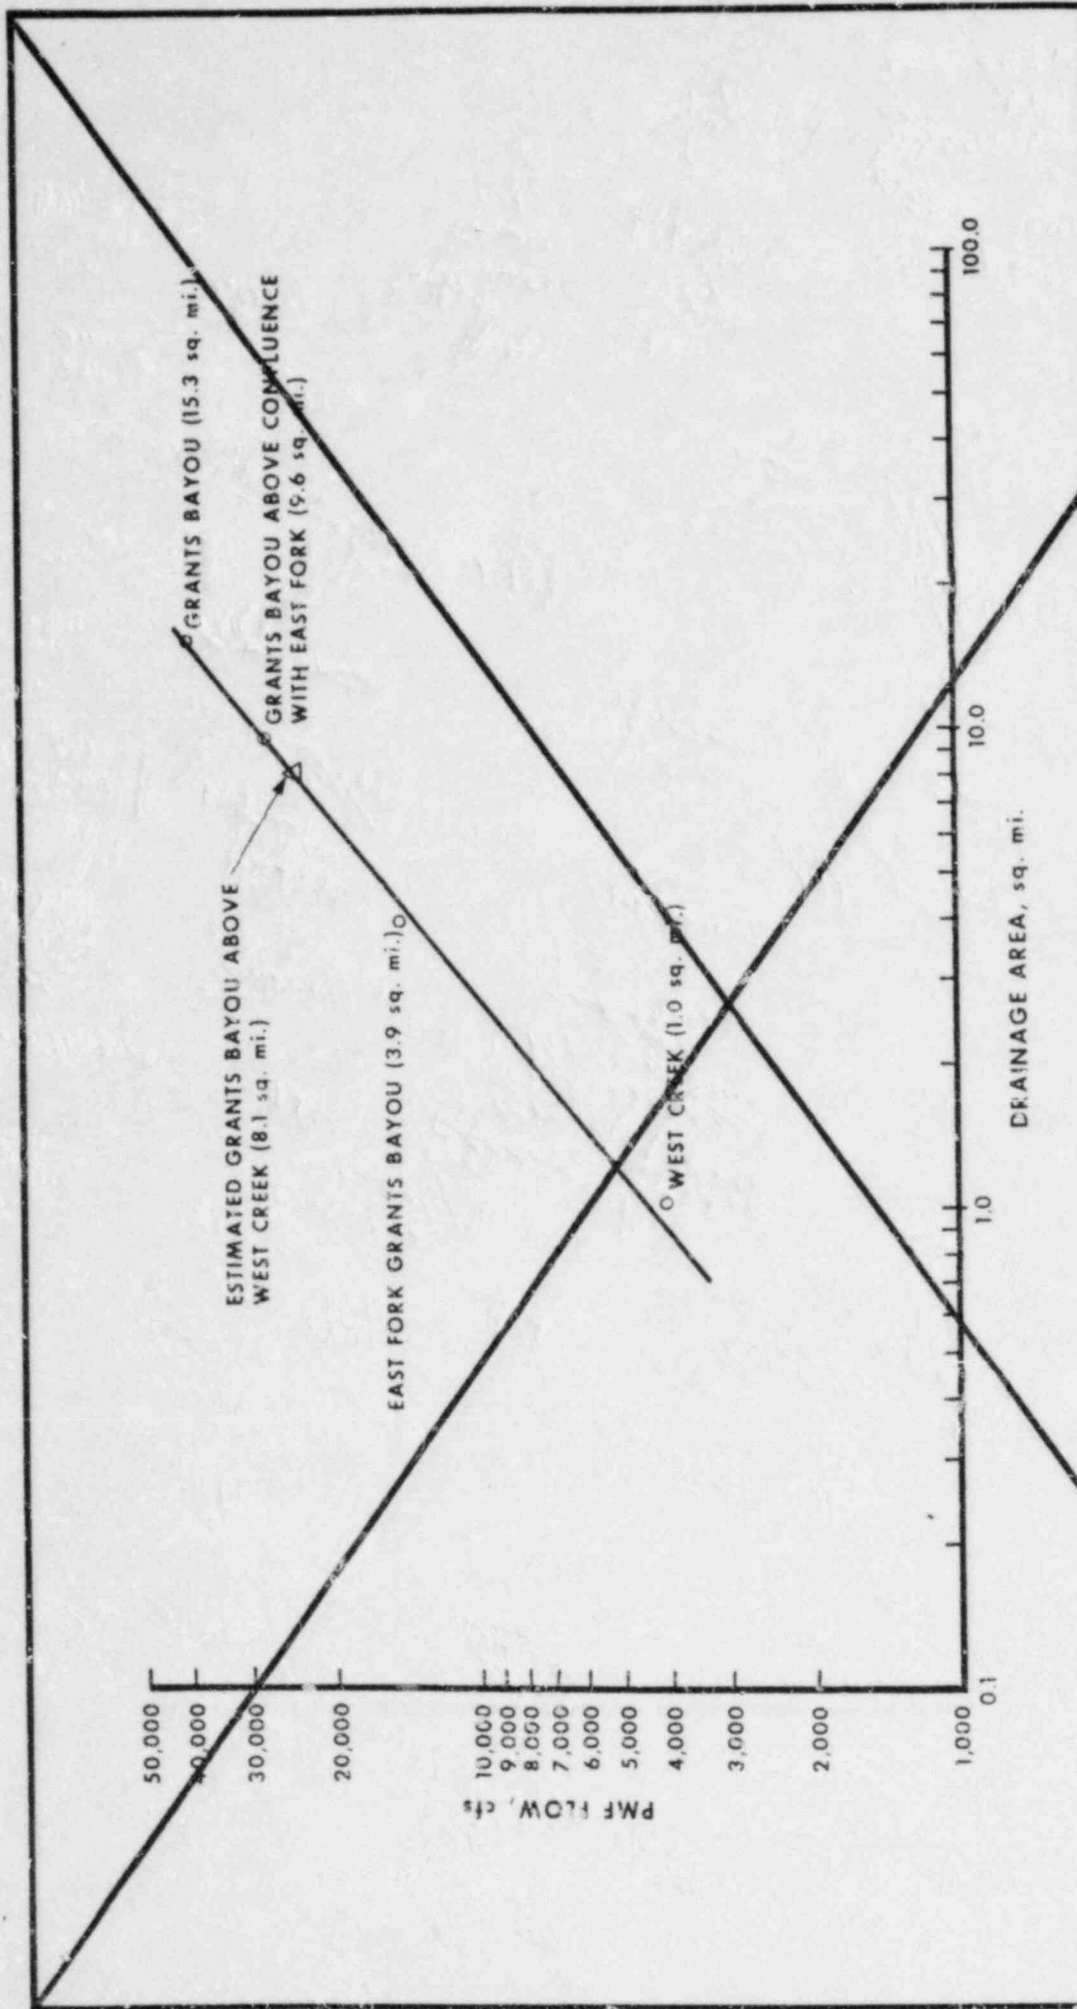 GRANTS BAYOU (15.3 sq. mi.)
GRANTS BAYOU ABOVE CONFLUENCE
WITH EAST FORK (9.6 sq. mi.)
ESTIMATED GRANTS BAYOU ABOVE
WEST CREEK (8.1 sq. mi.)
EAST FORK GRANTS BAYOU (3.9 sq. mi.)
WEST CREEK (1.0 sq. mi.)
PMF FLOW, cfs
50,000
40,000
30,000
20,000
10,000
9,000
8,000
7,000
6,000
5,000
4,000
3,000
2,000
1,000
0.1
1.0
10.0
100.0
DRAINAGE AREA, sq. mi.